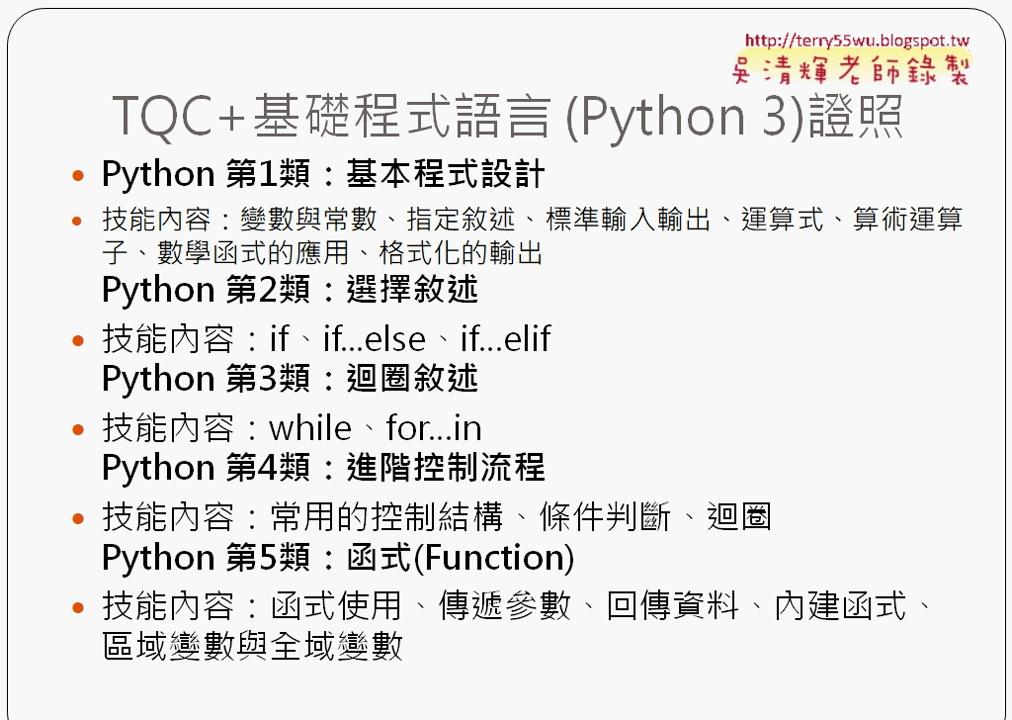 http://terry55wu.blogspot.tw
吳清輝老師錄製
TQC+基礎程式語言 (Python 3)證照
Python 第1類：基本程式設計
技能內容：變數與常數、指定敘述、標準輸入輸出、運算式、算術運算
子、數學函式的應用、格式化的輸出
Python 第2類：選擇敘述
技能內容：if、if...else、if...elif
Python 第3類：迴圈敘述
技能內容：while、for...in
Python 第4類：進階控制流程
技能內容：常用的控制結構、條件判斷、迴圈
Python 第5類：函式(Function)
技能內容：函式使用、傳遞參數、回傳資料、內建函式、
區域變數與全域變數